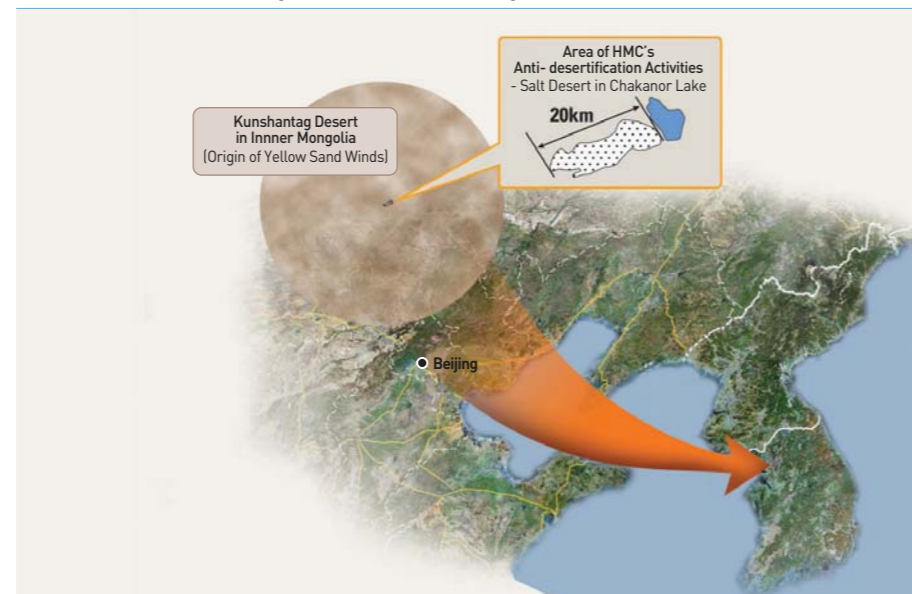 Kunshantag Desert
in Innner Mongolia
(Origin of Yellow Sand Winds)
Area of HMC's
Anti- desertification Activities
- Salt Desert in Chakanor Lake
20km
Beijing